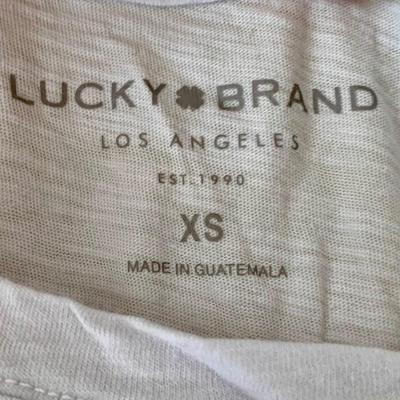 LUCKY BRAND
LOS ANGELES
EST. 1990
XS
MADE IN GUATEMALA